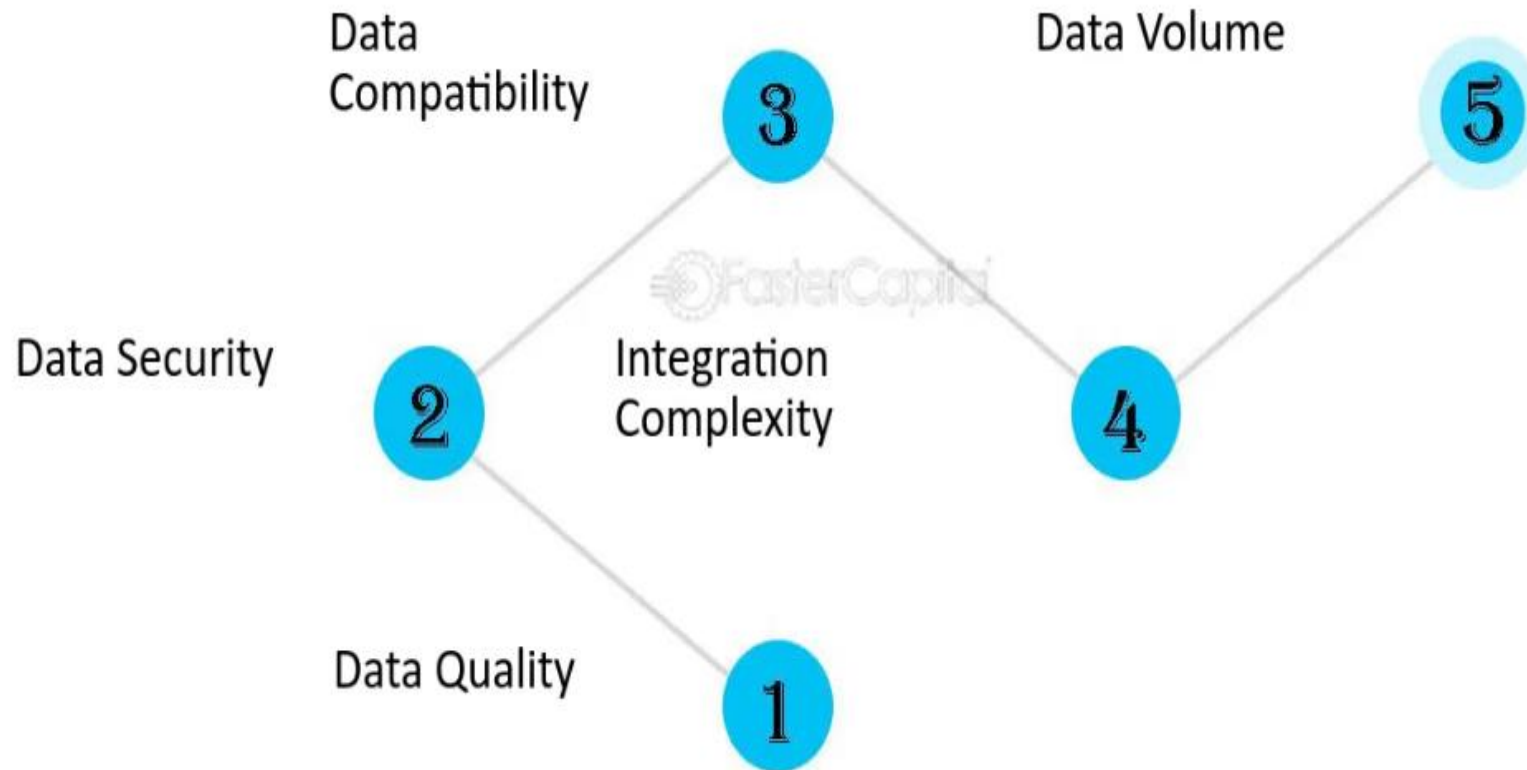 Data
Compatibility
3
Data Volume
5
FasterCapital
Data Security
2
Integration
Complexity
4
Data Quality
1